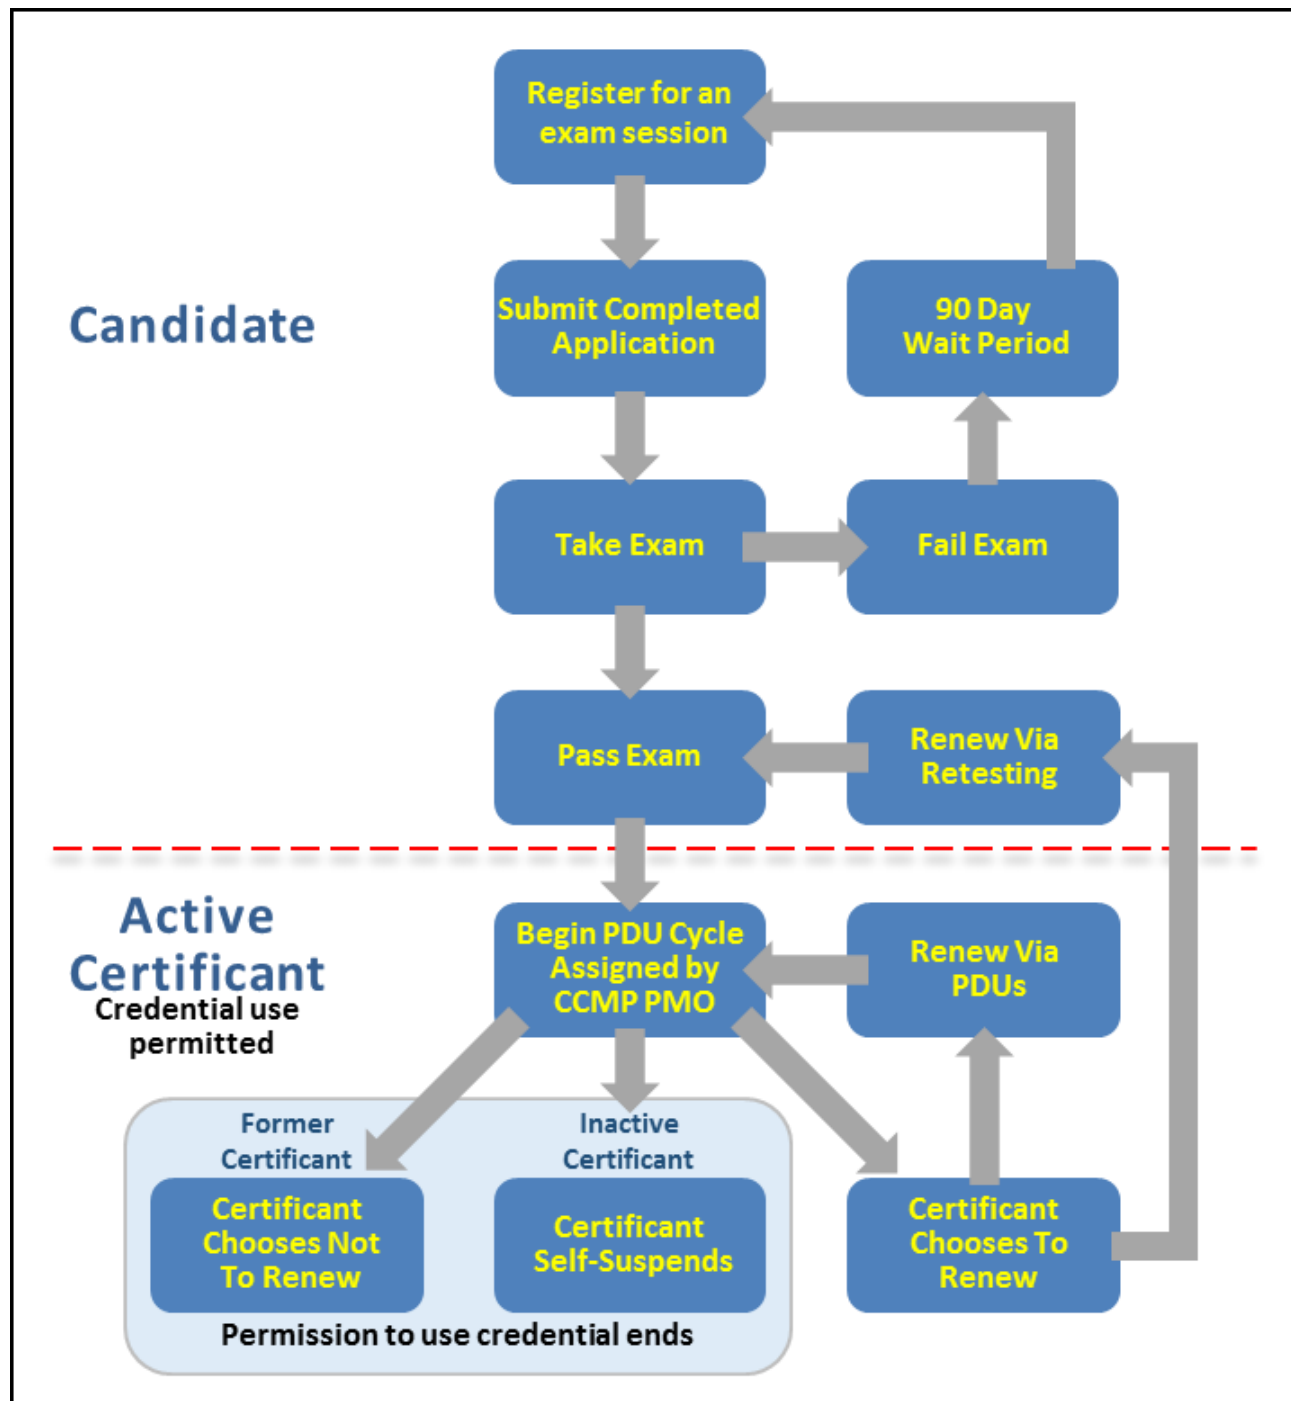 Register for an
exam session
Candidate
Submit Completed
Application
90 Day
Wait Period
Take Exam
Fail Exam
Pass Exam
Renew Via
Retesting
Active
Certificant
Credential use
permitted
Begin PDU Cycle
Assigned by
CCMP PMO
Renew Via
PDUs
Former
Certificant
Inactive
Certificant
Certificant
Chooses Not
To Renew
Certificant
Self-Suspends
Certificant
Chooses To
Renew
Permission to use credential ends